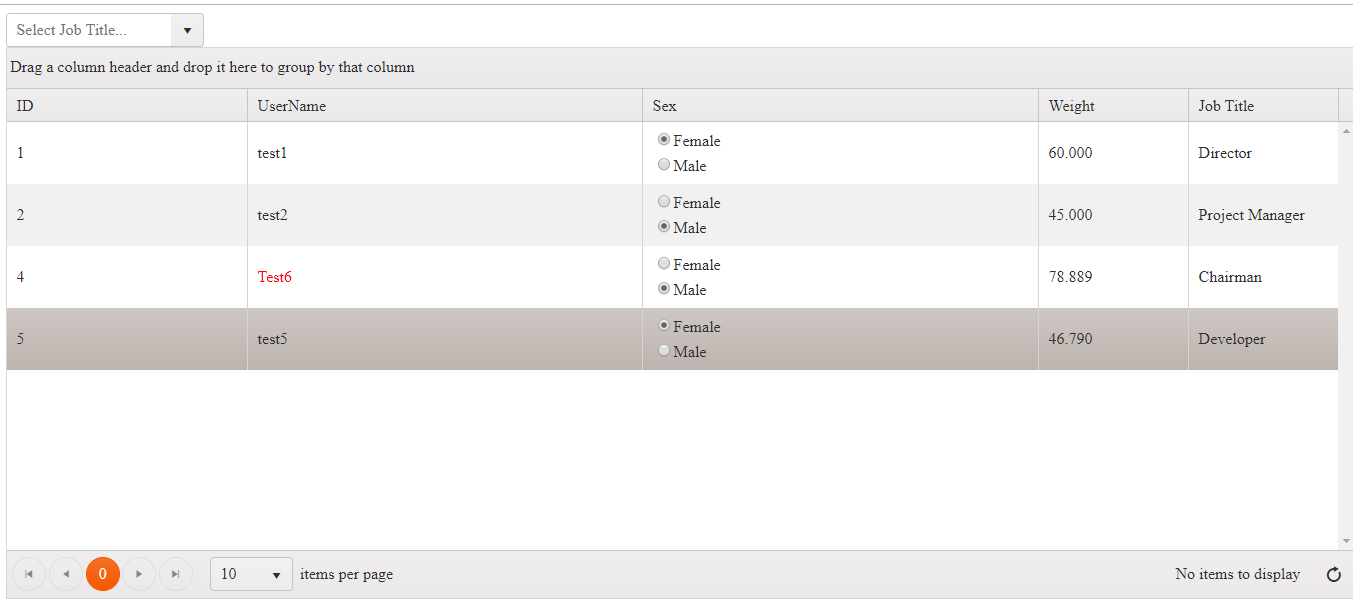 Select Job Title...
Drag a column header and drop it here to group by that column
ID UserName Sex Weight Job Title
1 test1 Female Male 60.000 Director
2 test2 Female Male 45.000 Project Manager
4 Test6 Female Male 78.889 Chairman
5 test5 Female Male 46.790 Developer
0 10 items per page No items to display